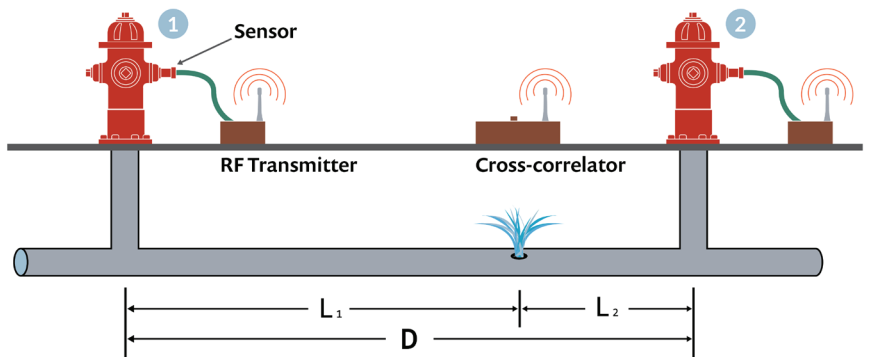 1
2
Sensor
RF Transmitter
Cross-correlator
L₁
L₂
D